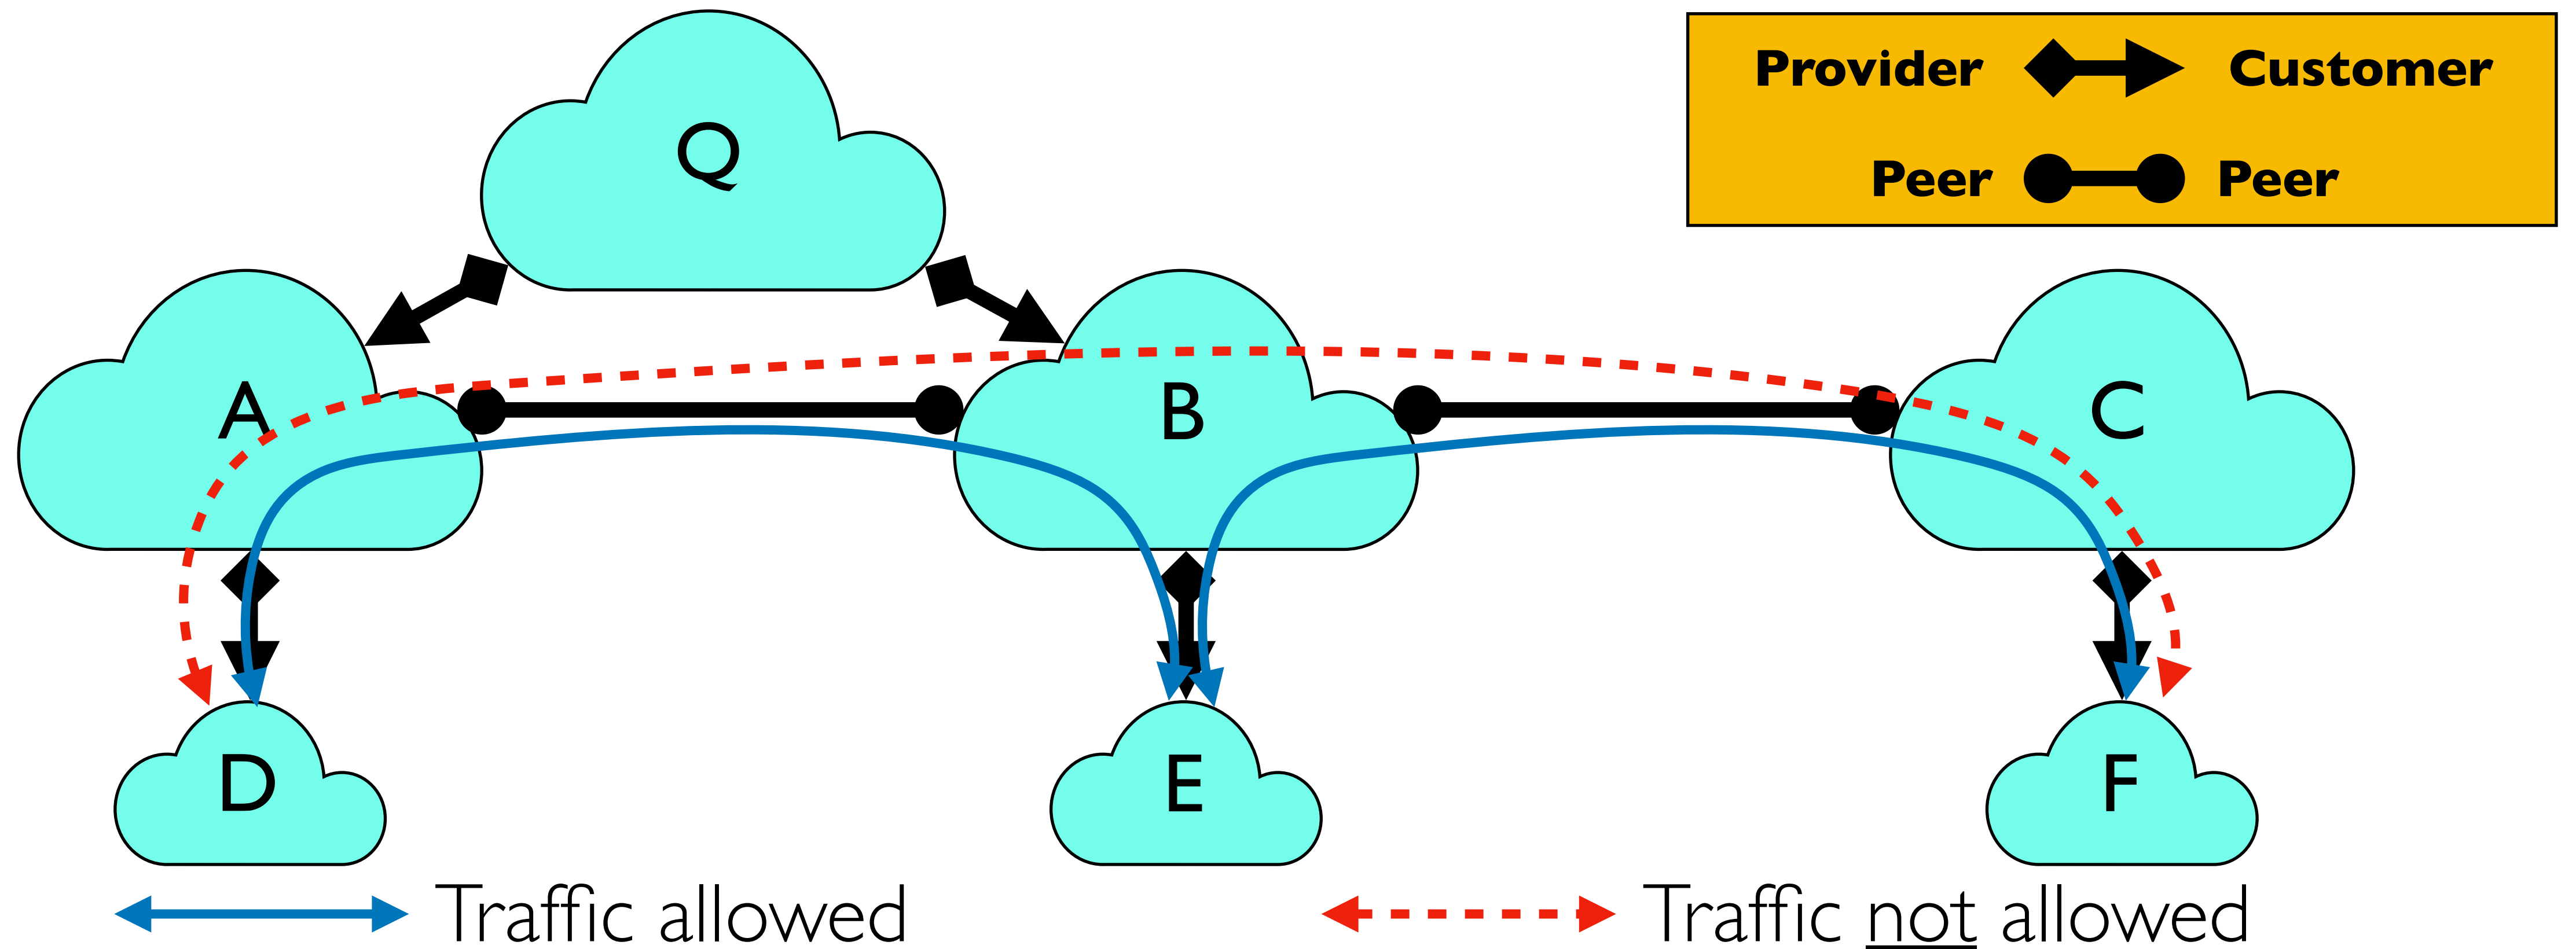 Q
Provider Customer
Peer Peer
A B C
D E F
Traffic allowed Traffic not allowed